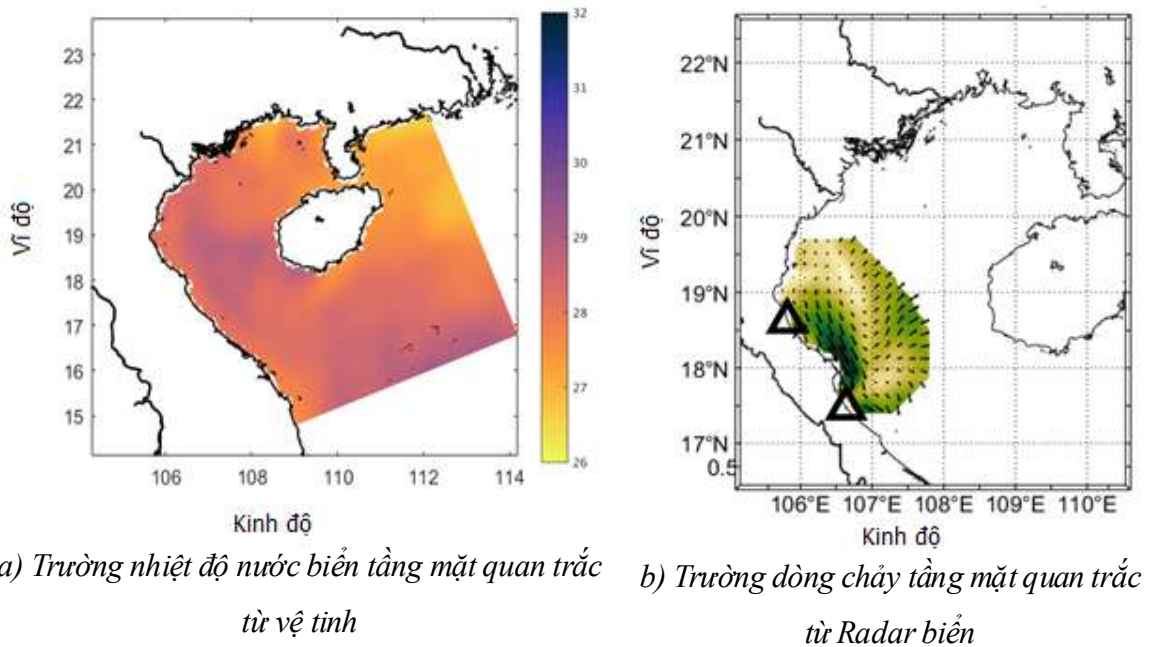 23
22
21
20
19
18
17
16
15
Vĩ độ
106
108
110
112
114
Kinh độ
32
31
30
29
28
27
26
a) Trường nhiệt độ nước biển tầng mặt quan trắc
từ vệ tinh
22°N
21°N
20°N
19°N
18°N
17°N
0.5
Vĩ độ
106°E 107°E 108°E 109°E 110°E
Kinh độ
b) Trường dòng chảy tầng mặt quan trắc
từ Radar biển